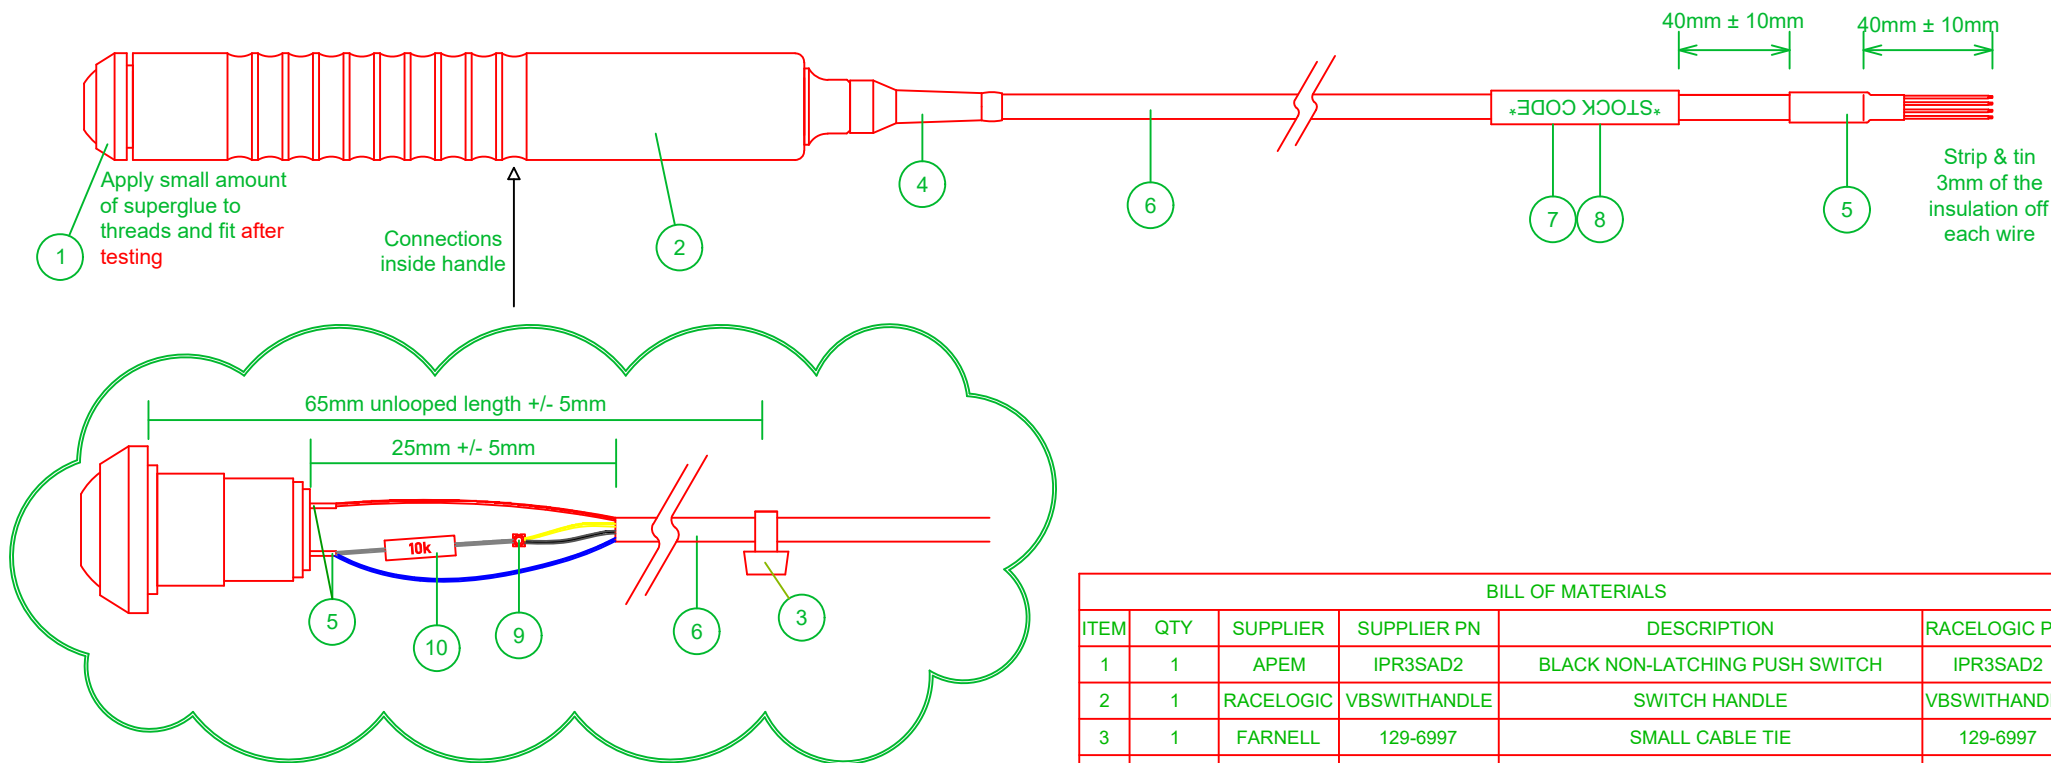 40mm ± 10mm
40mm ± 10mm
*STOCK CODE*
Apply small amount
of superglue to
threads and fit after
testing
1
Connections
inside handle
2
4
6
7
8
5
Strip & tin
3mm of the
insulation off
each wire
65mm unlooped length +/- 5mm
25mm +/- 5mm
10k
5
10
9
6
3
BILL OF MATERIALS
ITEM QTY SUPPLIER SUPPLIER PN DESCRIPTION RACELOGIC P
1 1 APEM IPR3SAD2 BLACK NON-LATCHING PUSH SWITCH IPR3SAD2
2 1 RACELOGIC VBSWITHANDLE SWITCH HANDLE VBSWITHAND
3 1 FARNELL 129-6997 SMALL CABLE TIE 129-6997